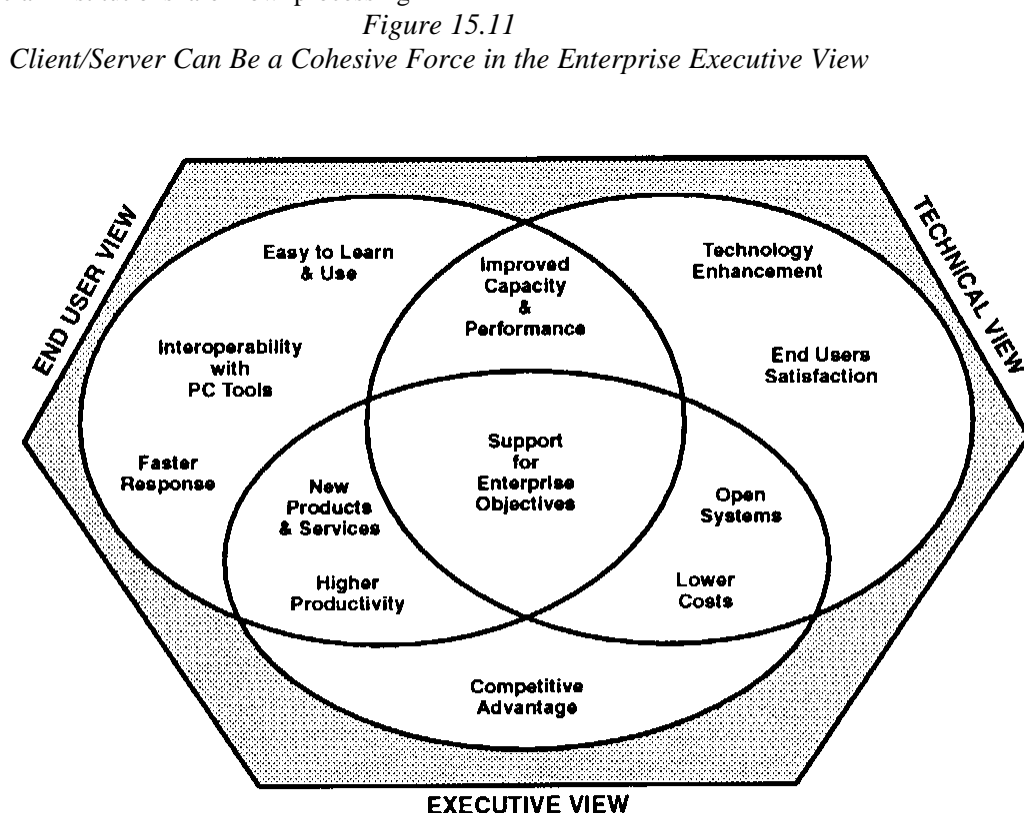 Figure 15.11
Client/Server Can Be a Cohesive Force in the Enterprise Executive View
END USER VIEW
TECHNICAL VIEW
Easy to Learn
& Use
Improved
Capacity
&
Performance
Technology
Enhancement
Interoperability
with
PC Tools
End Users
Satisfaction
Faster
Response
New
Products
& Services
Support
for
Enterprise
Objectives
Open
Systems
Higher
Productivity
Lower
Costs
Competitive
Advantage
EXECUTIVE VIEW